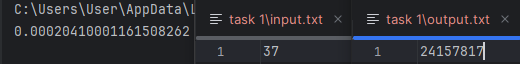 C:\Users\User\AppData\L
0.00020410001161508262
task 1\input.txt
1 37
task 1\output.txt
1 24157817